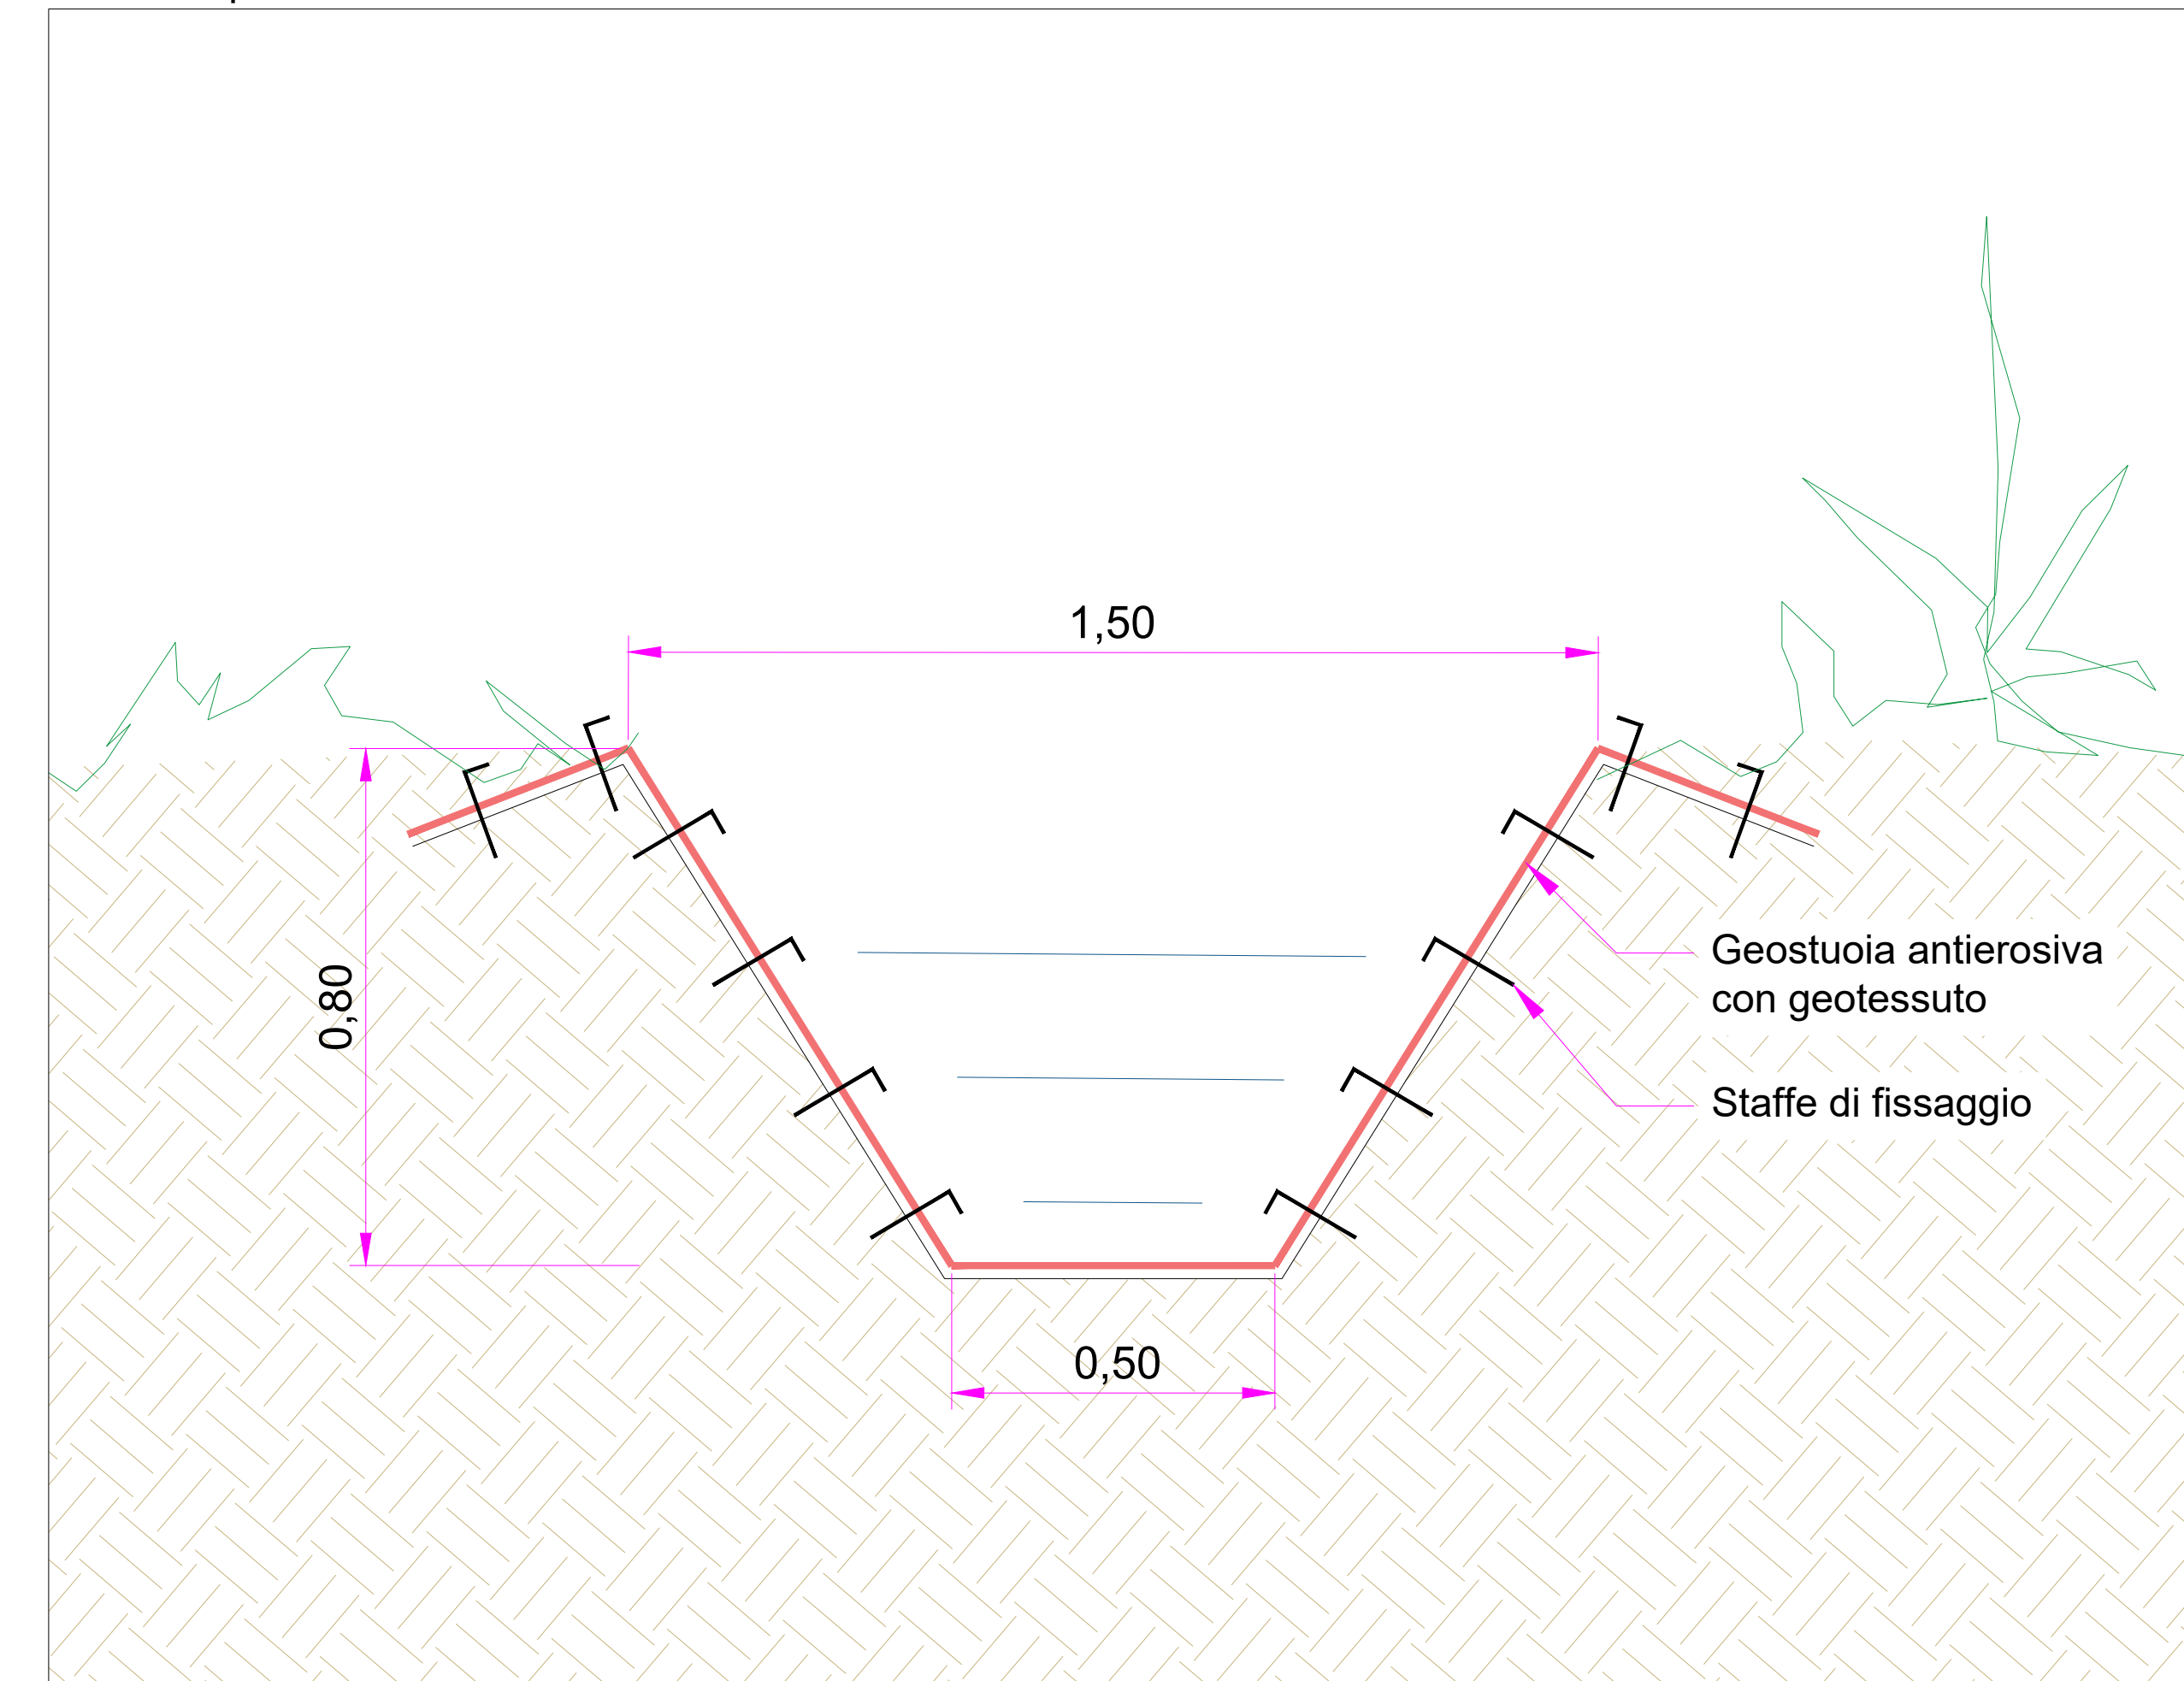 1,50
0,80
Geostuoia antierosiva
con geotessuto
Staffe di fissaggio
0,50